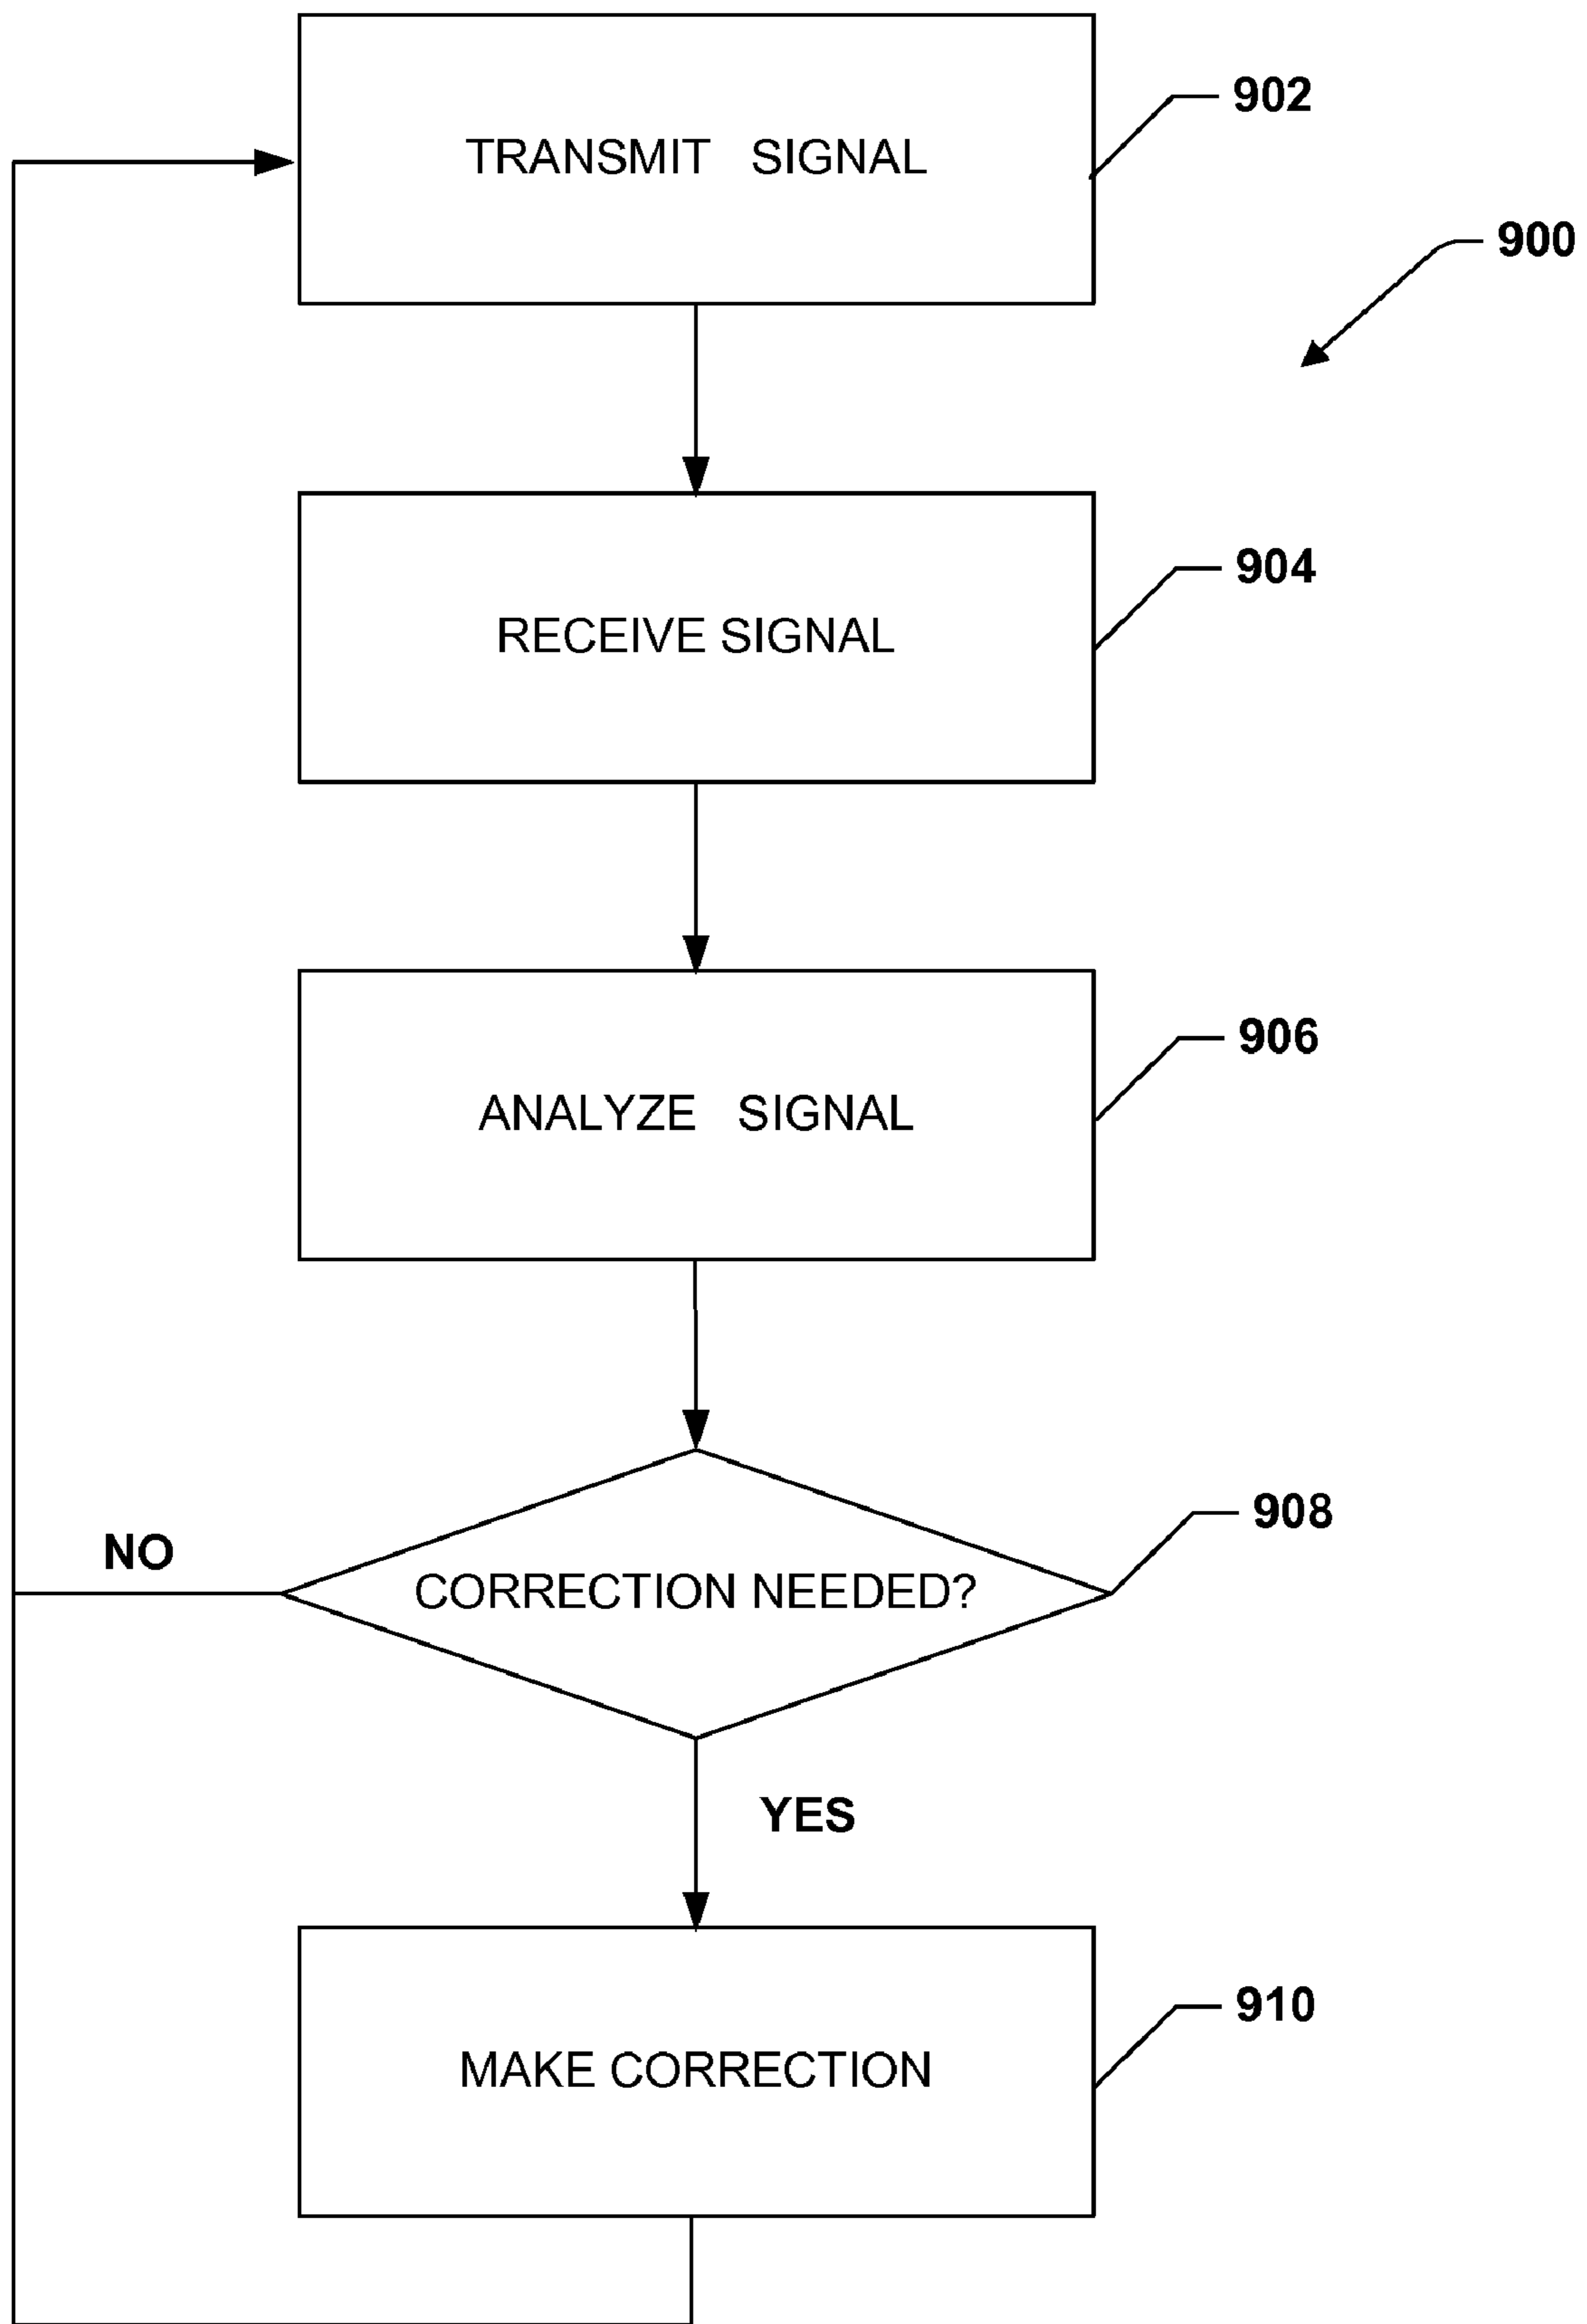 TRANSMIT SIGNAL
902
900
RECEIVE SIGNAL
904
ANALYZE SIGNAL
906
CORRECTION NEEDED?
908
NO
YES
MAKE CORRECTION
910